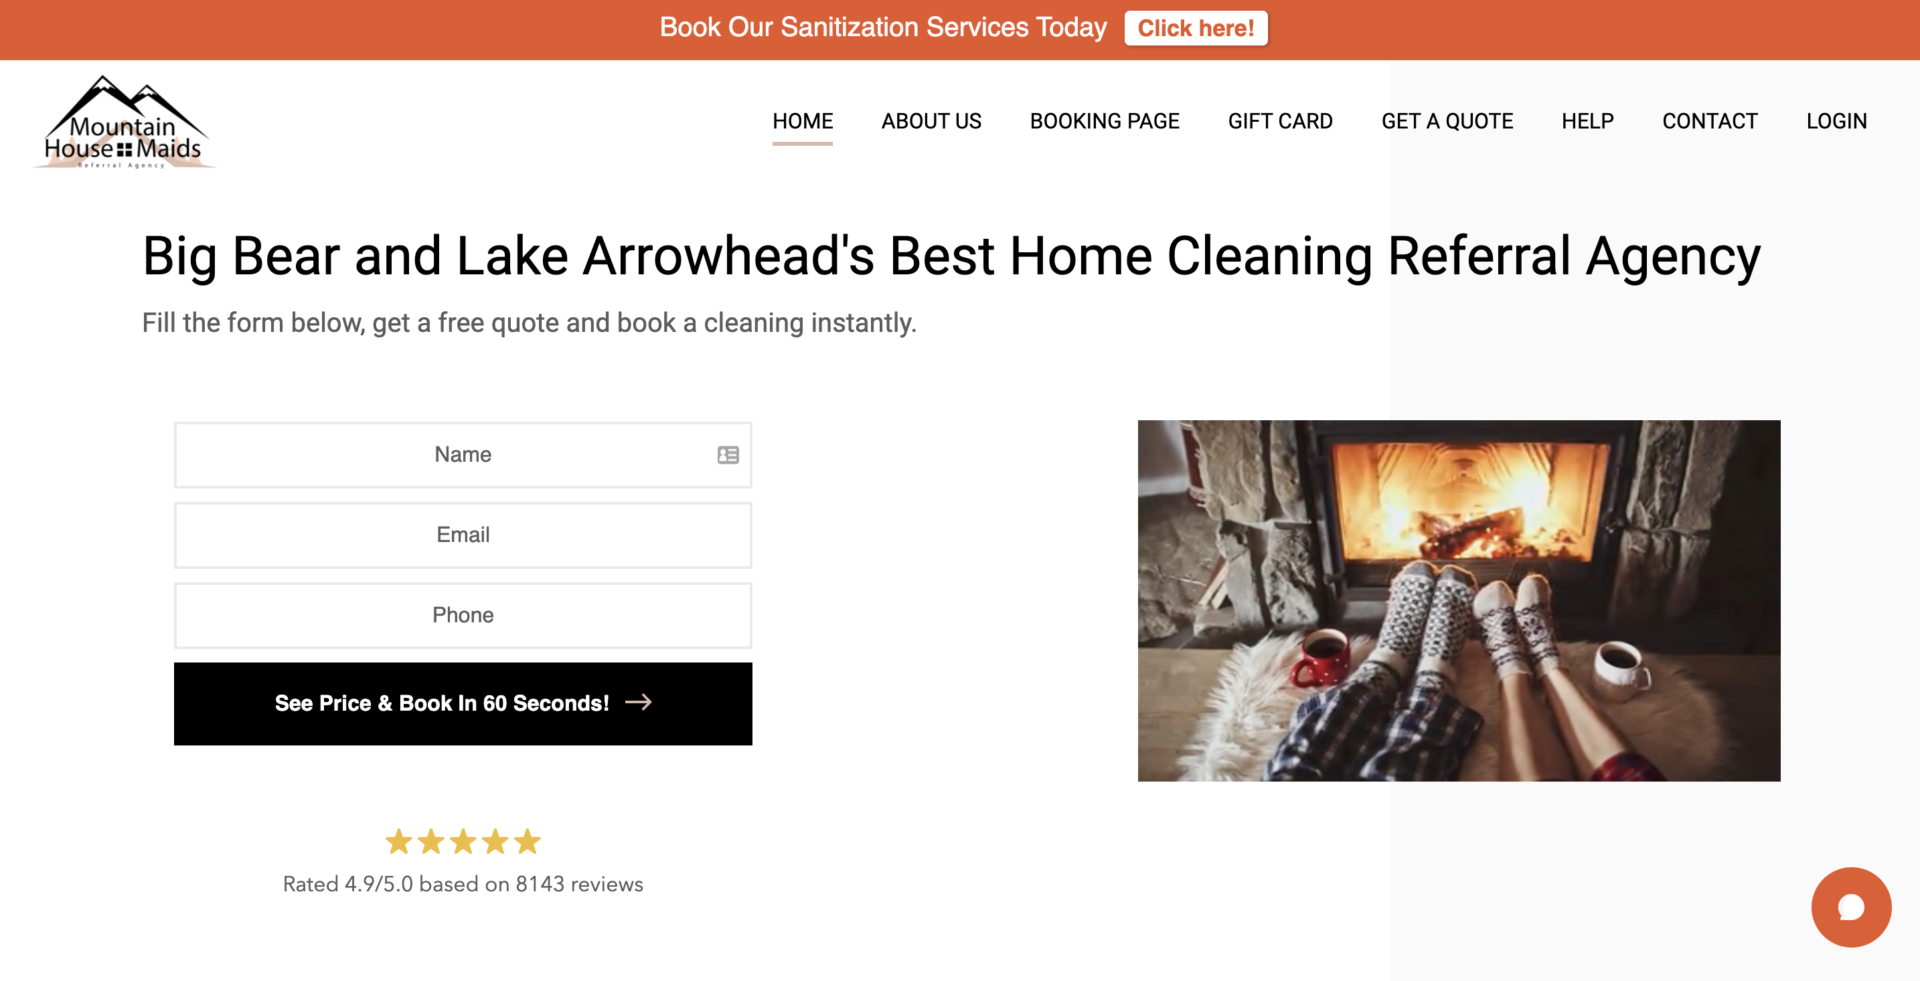 Book Our Sanitization Services Today Click here!
Mountain
House Maids
Referral Agency
HOME ABOUT US BOOKING PAGE GIFT CARD GET A QUOTE HELP CONTACT LOGIN
Big Bear and Lake Arrowhead's Best Home Cleaning Referral Agency
Fill the form below, get a free quote and book a cleaning instantly.
Name
Email
Phone
See Price & Book In 60 Seconds!
Rated 4.9/5.0 based on 8143 reviews